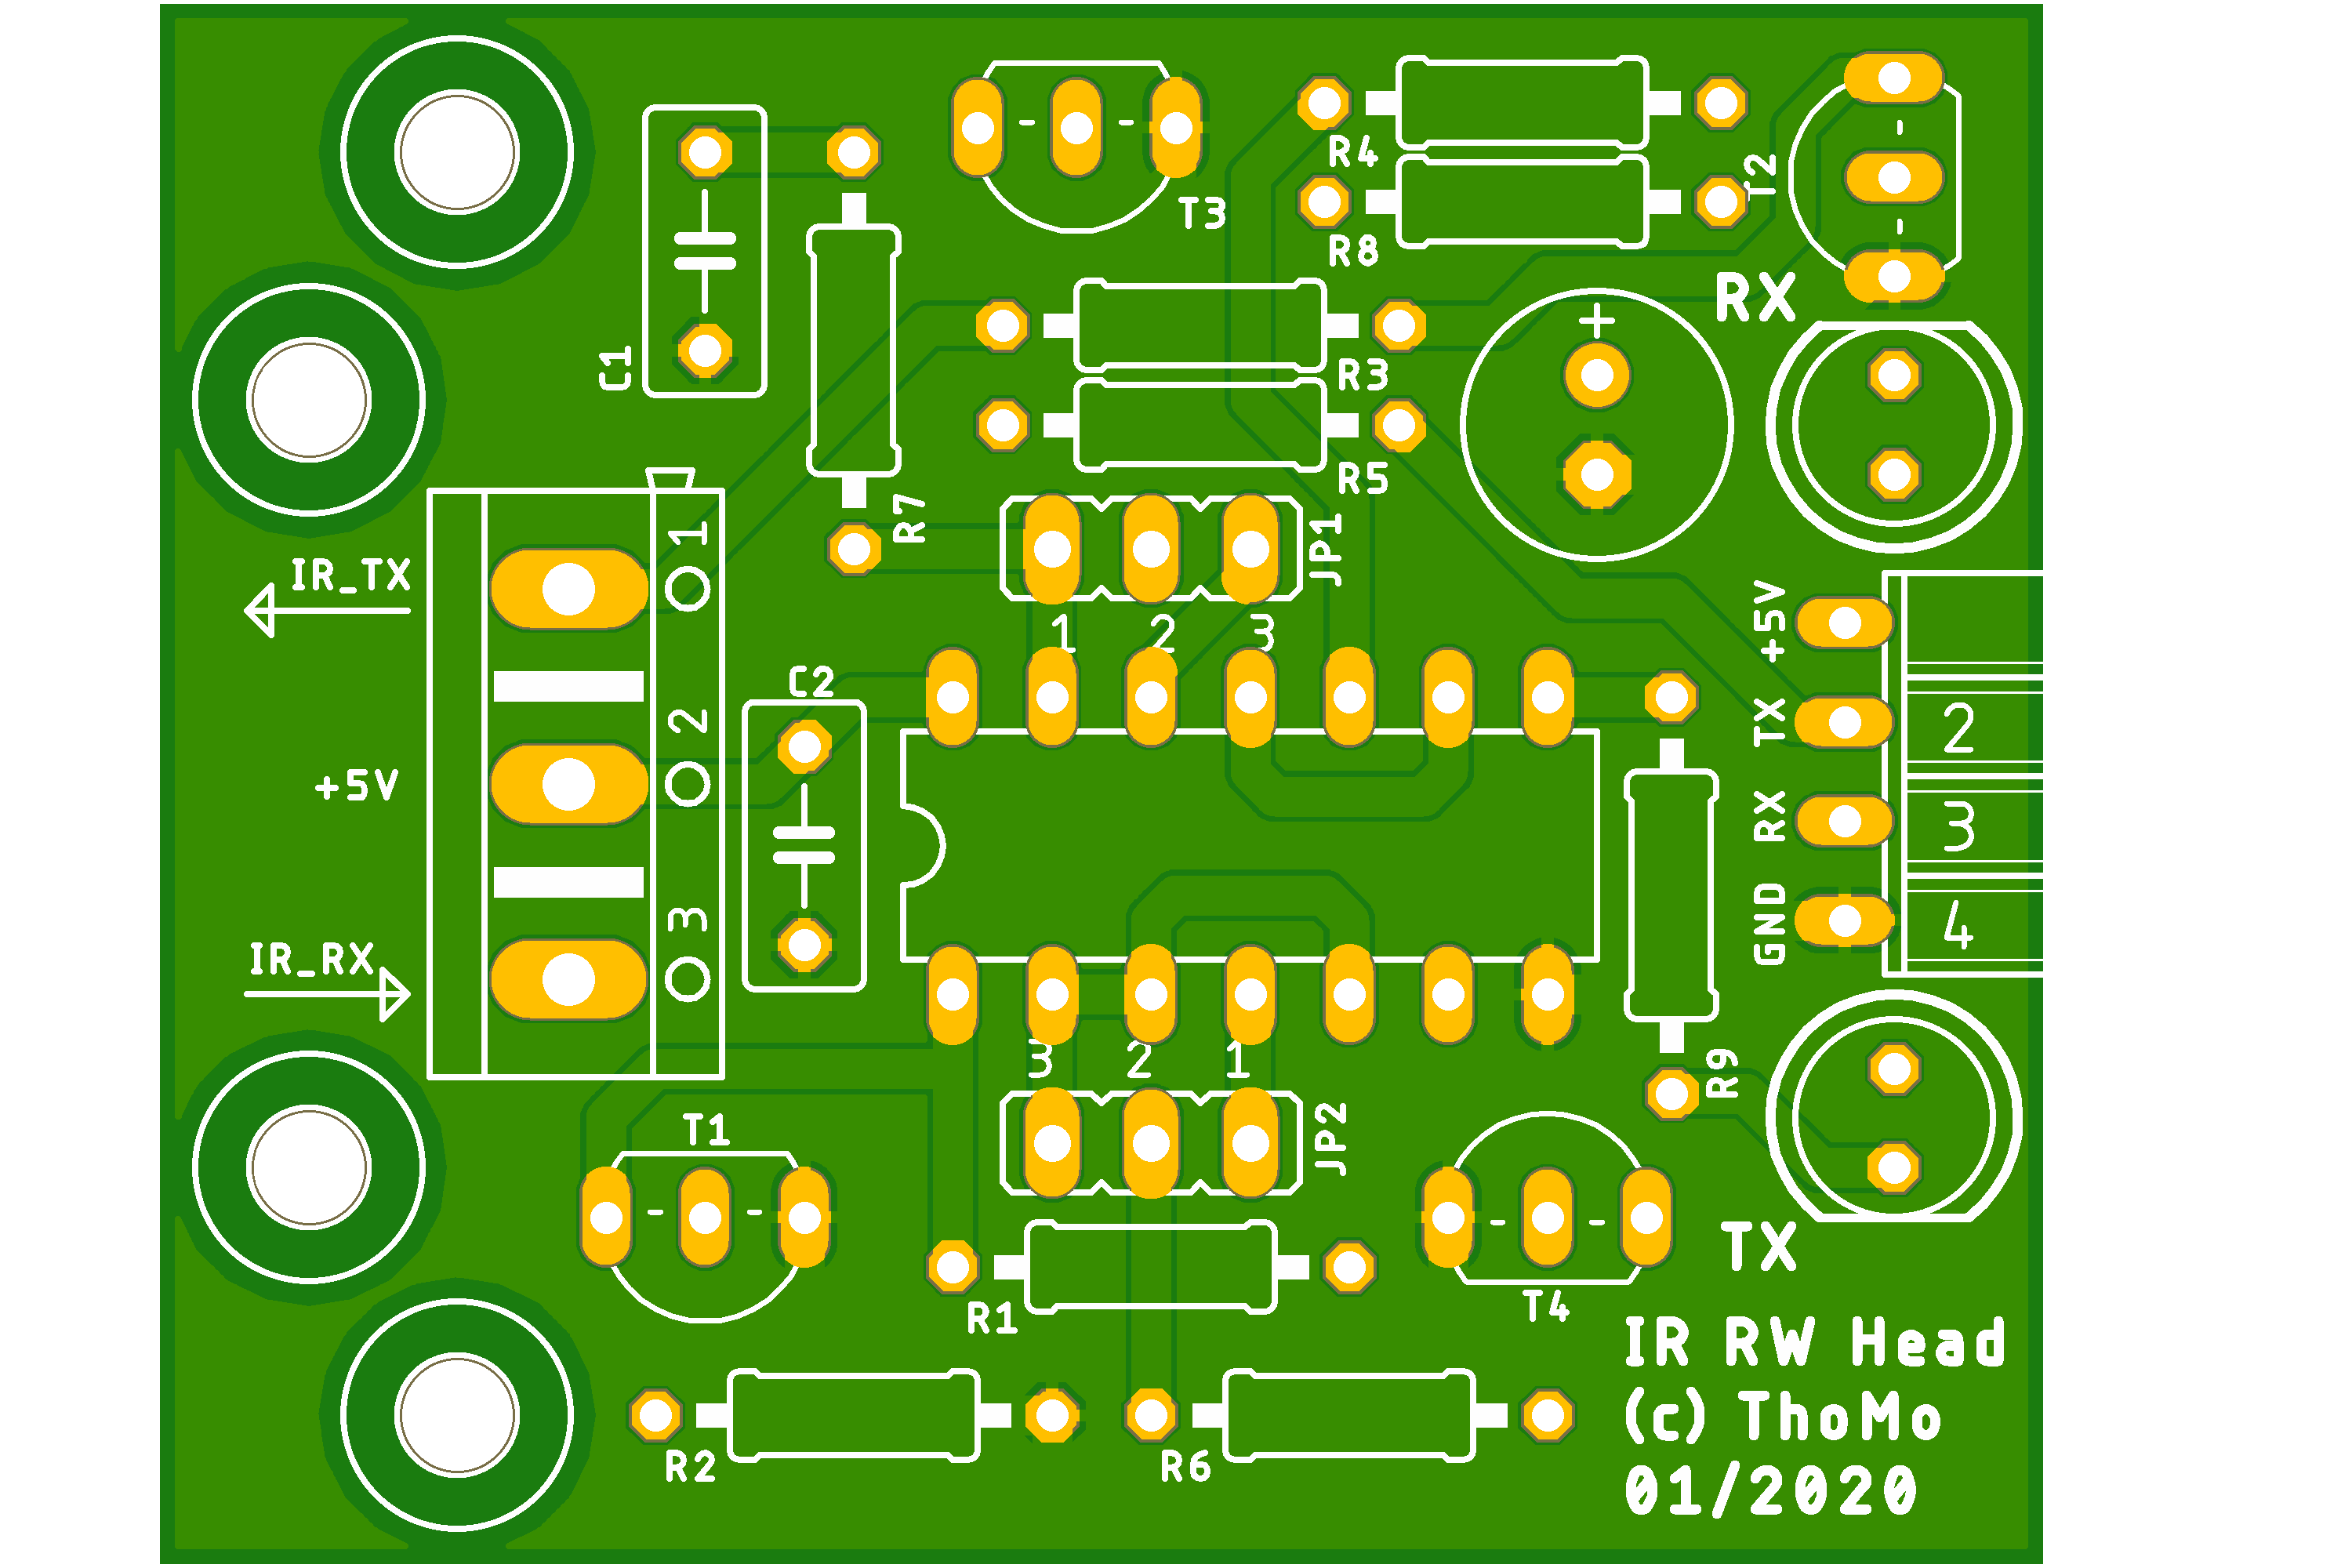 T3
R4
T2
R8
RX
+
C1
R3
R5
R7
JP1
1
IR_TX
+5V
1 2 3
C2
TX
2
2
+5V
RX
3
GND
4
3
IR_RX
3 2 1
R9
T1
JP2
TX
R1
T4
IR RW Head
(c) ThoMo
R2
R6
01/2020